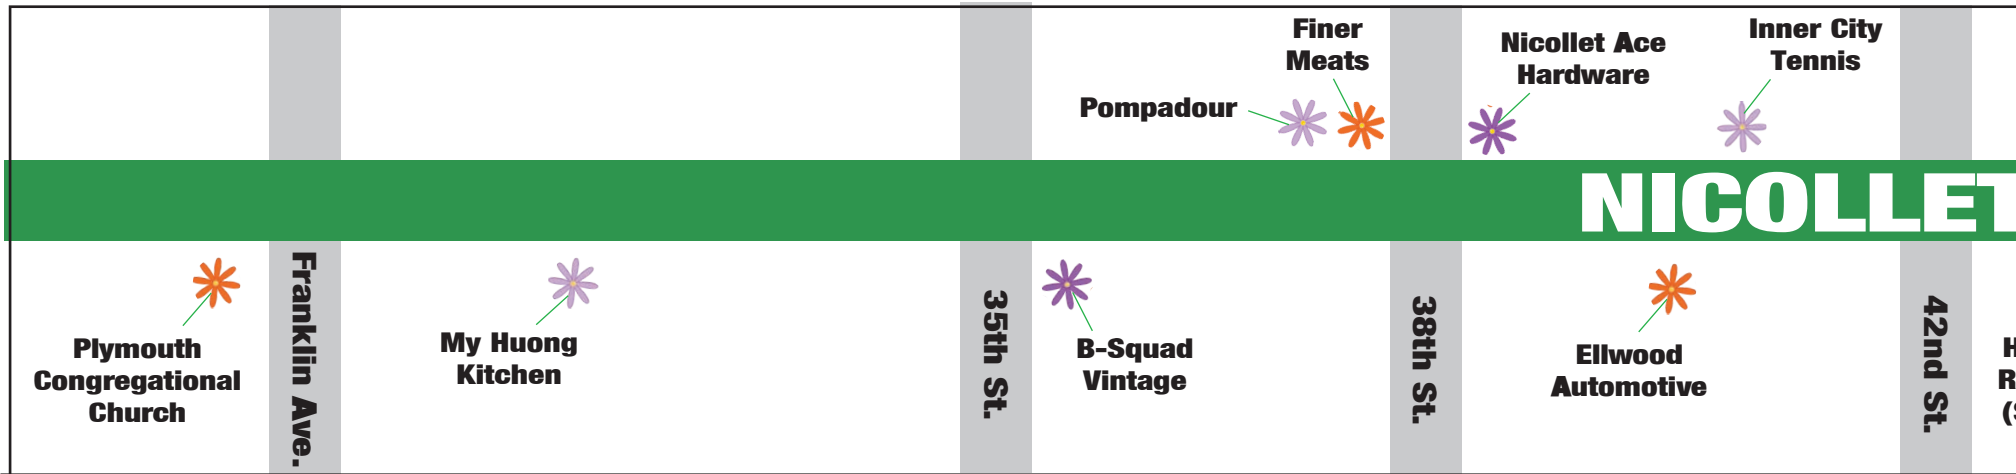 Finer
Meats
Pompadour
Nicollet Ace
Hardware
Inner City
Tennis
NICOLLET
Plymouth
Congregational
Church
Franklin Ave.
My Huong
Kitchen
35th St.
B-Squad
Vintage
38th St.
Ellwood
Automotive
42nd St.